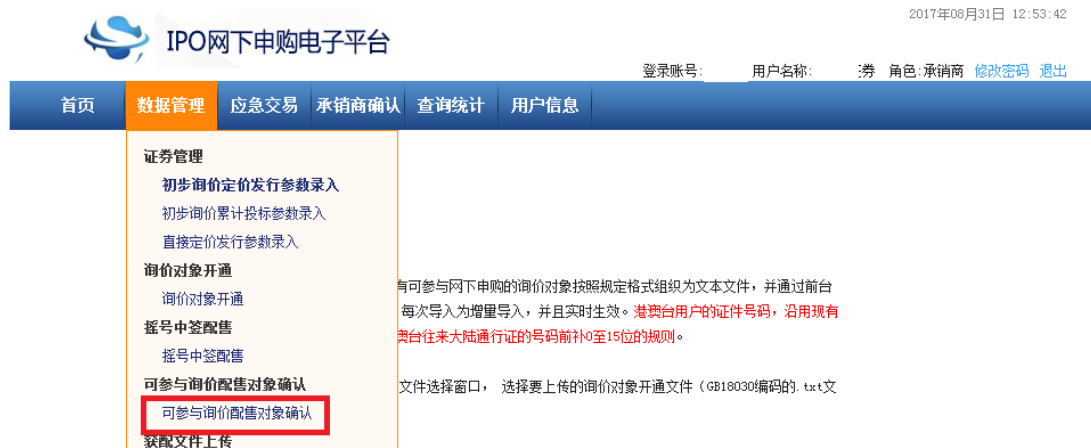 2017年08月31日 12:53:42
IPO网下申购电子平台
登录账号: 用户名称: 券 角色:承销商 修改密码 退出
首页 数据管理 应急交易 承销商确认 查询统计 用户信息
证券管理
初步询价定价发行参数录入
初步询价累计投标参数录入
直接定价发行参数录入
询价对象开通
询价对象开通
摇号中签配售
摇号中签配售
可参与询价配售对象确认
可参与询价配售对象确认
获配文件上传
有可参与网下申购的询价对象按照规定格式组织为文本文件，并通过前台
每次导入为增量导入，并且实时生效。港澳台用户的证件号码，沿用现有
澳台往来大陆通行证的号码前补0至15位的规则。
文件选择窗口， 选择要上传的询价对象开通文件（GB18030编码的.txt文